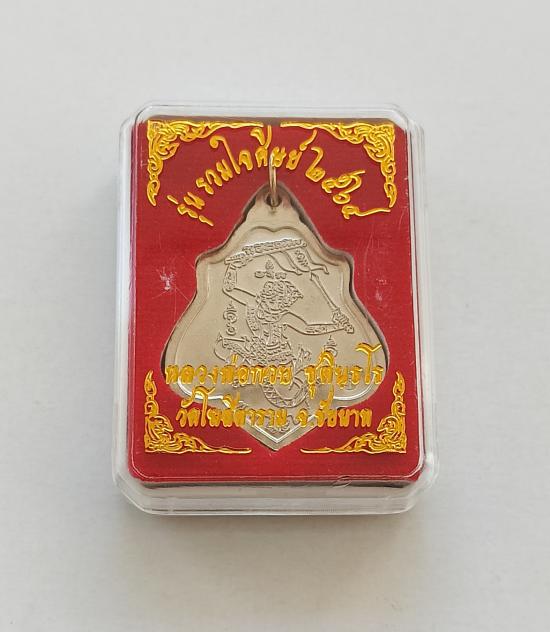 รุ่น รวมใจศิษย์ ๒๕๖๔
หลวงพ่อกวย ชุตินฺธโร
วัดโฆสิตาราม จ.ชัยนาท